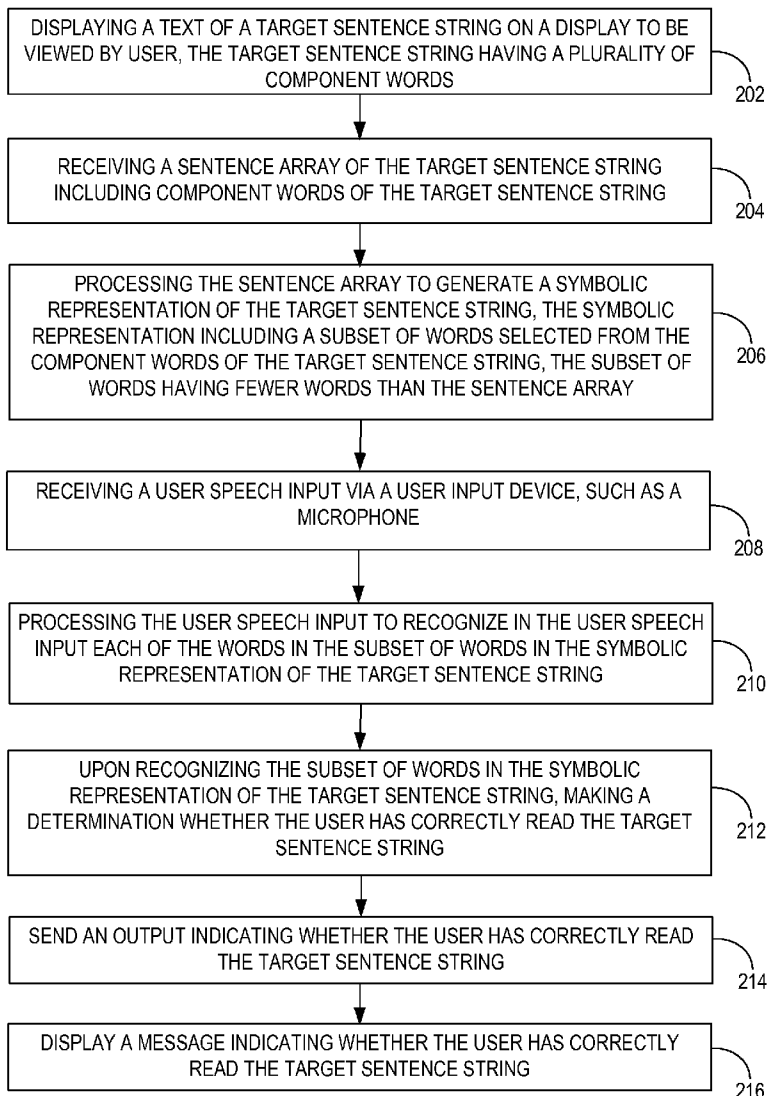 DISPLAYING A TEXT OF A TARGET SENTENCE STRING ON A DISPLAY TO BE
VIEWED BY USER, THE TARGET SENTENCE STRING HAVING A PLURALITY OF
COMPONENT WORDS
202
RECEIVING A SENTENCE ARRAY OF THE TARGET SENTENCE STRING
INCLUDING COMPONENT WORDS OF THE TARGET SENTENCE STRING
204
PROCESSING THE SENTENCE ARRAY TO GENERATE A SYMBOLIC
REPRESENTATION OF THE TARGET SENTENCE STRING, THE SYMBOLIC
REPRESENTATION INCLUDING A SUBSET OF WORDS SELECTED FROM THE
COMPONENT WORDS OF THE TARGET SENTENCE STRING, THE SUBSET OF
WORDS HAVING FEWER WORDS THAN THE SENTENCE ARRAY
206
RECEIVING A USER SPEECH INPUT VIA A USER INPUT DEVICE, SUCH AS A
MICROPHONE
208
PROCESSING THE USER SPEECH INPUT TO RECOGNIZE IN THE USER SPEECH
INPUT EACH OF THE WORDS IN THE SUBSET OF WORDS IN THE SYMBOLIC
REPRESENTATION OF THE TARGET SENTENCE STRING
210
UPON RECOGNIZING THE SUBSET OF WORDS IN THE SYMBOLIC
REPRESENTATION OF THE TARGET SENTENCE STRING, MAKING A
DETERMINATION WHETHER THE USER HAS CORRECTLY READ THE TARGET
SENTENCE STRING
212
SEND AN OUTPUT INDICATING WHETHER THE USER HAS CORRECTLY READ
THE TARGET SENTENCE STRING
214
DISPLAY A MESSAGE INDICATING WHETHER THE USER HAS CORRECTLY
READ THE TARGET SENTENCE STRING
216